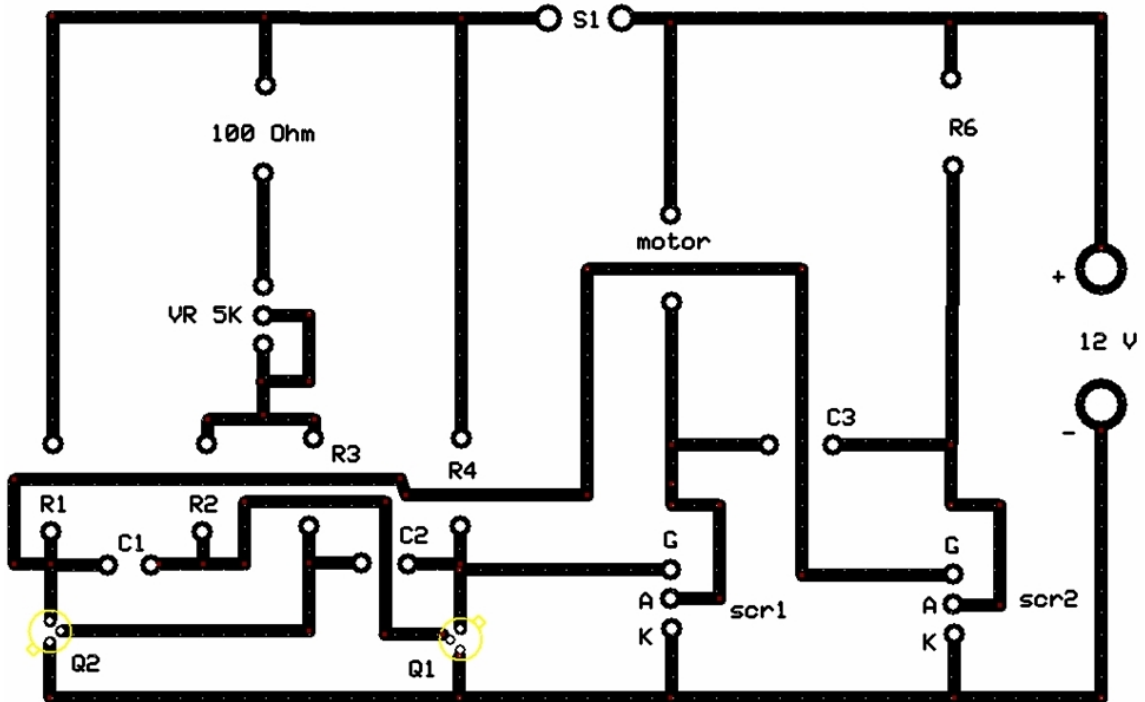 S1
100 Ohm
R6
motor
+
VR 5K
12 V
C3
-
R3
R4
R1
R2
C1
C2
G
G
A
scr1
A
scr2
K
K
Q2
Q1